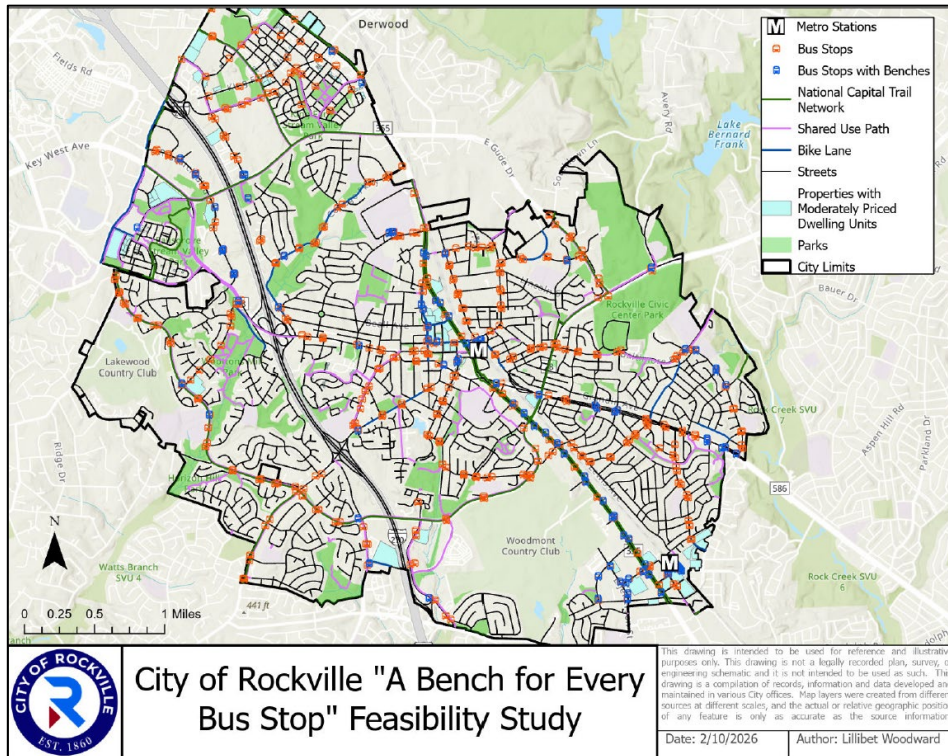 Derwood
Fields Rd
Key West Ave
355
E Gude Dr
Avery Rd
Lake
Bernard
Frank
M Metro Stations
Bus Stops
Bus Stops with Benches
National Capital Trail
Network
Shared Use Path
Bike Lane
Streets
Properties with
Moderately Priced
Dwelling Units
Parks
City Limits
Bauer Dr
Rockville Civic
Center Park
M
Lakewood
Country Club
Rock Creek SVU
7
Aspen Hill Rd
Parkland Dr
Ridge Dr
586
Woodmont
Country Club
M
N
Watts Branch
SVU 4
441 ft
Rock Creek SVU
6
0 0.25 0.5 1 Miles
CITY OF ROCKVILLE
R
EST. 1860
City of Rockville "A Bench for Every
Bus Stop" Feasibility Study
This drawing is intended to be used for reference and illustrative
purposes only. This drawing is not a legally recorded plan, survey,
engineering schematic and it is not intended to be used as such. This
drawing is a compilation of records, information and data developed and
maintained in various City offices. Map layers were created from different
sources at different scales, and the actual or relative geographic position
of any feature is only as accurate as the source information
Date: 2/10/2026
Author: Lillibet Woodward